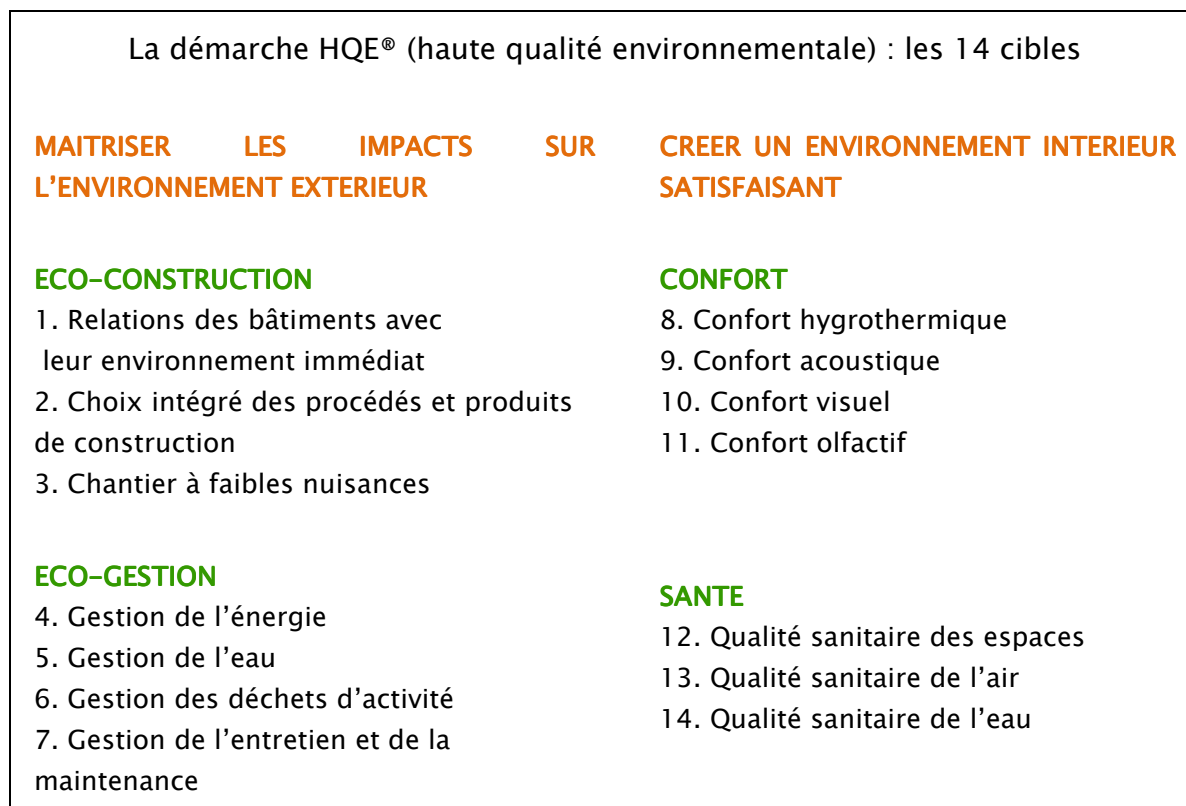 La démarche HQE® (haute qualité environnementale) : les 14 cibles
MAITRISER LES IMPACTS SUR
L’ENVIRONNEMENT EXTERIEUR
ECO-CONSTRUCTION
1. Relations des bâtiments avec
leur environnement immédiat
2. Choix intégré des procédés et produits
de construction
3. Chantier à faibles nuisances
ECO-GESTION
4. Gestion de l’énergie
5. Gestion de l’eau
6. Gestion des déchets d’activité
7. Gestion de l’entretien et de la
maintenance
CREER UN ENVIRONNEMENT INTERIEUR
SATISFAISANT
CONFORT
8. Confort hygrothermique
9. Confort acoustique
10. Confort visuel
11. Confort olfactif
SANTE
12. Qualité sanitaire des espaces
13. Qualité sanitaire de l’air
14. Qualité sanitaire de l’eau